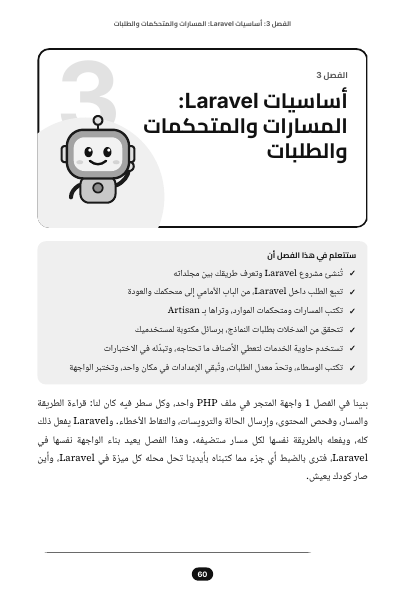 الفصل 3: أساسيات Laravel: المسارات والمتحكمات والطلبات
3
الفصل 3
أساسيات Laravel:
المسارات والمتحكمات
والطلبات
ستتعلم في هذا الفصل أن
✓ تُنشئ مشروع Laravel وتعرف طريقك بين مجلداته
✓ تتبع الطلب داخل Laravel، من الباب الأمامي إلى متحكمك والعودة
✓ تكتب المسارات ومتحكمات الموارد، وتراها بـ Artisan
✓ تتحقق من المدخلات بطلبات النماذج، برسائل مكتوبة لمستخدميك
✓ تستخدم حاوية الخدمات لتعطي الأصناف ما تحتاجه، وتبدّله في الاختبارات
✓ تكتب الوسطاء، وتحدّ معدل الطلبات، وتُبقي الإعدادات في مكان واحد، وتختبر الواجهة
بنينا في الفصل 1 واجهة المتجر في ملف PHP واحد، وكل سطر فيه كان لنا: قراءة الطريقة
والمسار، وفحص المحتوى، وإرسال الحالة والترويسات، والتقاط الأخطاء. وLaravel يفعل ذلك
كله، ويفعله بالطريقة نفسها لكل مسار ستضيفه. وهذا الفصل يعيد بناء الواجهة نفسها في
Laravel، فترى بالضبط أي جزء مما كتبناه بأيدينا تحل محله كل ميزة في Laravel، وأين
صار كودك يعيش.
60